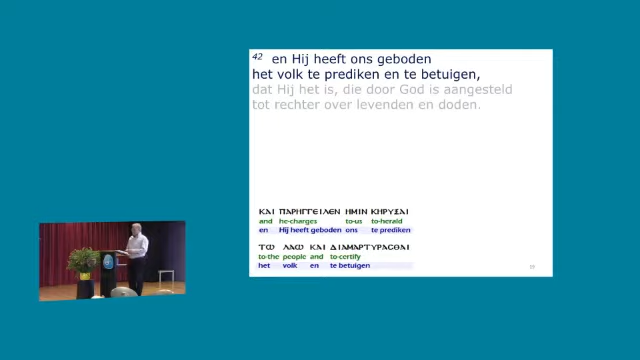 42 en Hij heeft ons geboden
het volk te prediken en te betuigen,
dat Hij het is, die door God is aangesteld
tot rechter over levenden en doden.
ΚΑΙ ΠΑΡΗΓΓΕΙΛΕΝ ΗΜΙΝ ΚΗΡΥΞΑΙ
and he-charges to-us to-herald
en Hij heeft geboden ons te prediken
ΤΩ ΛΑΩ ΚΑΙ ΔΙΑΜΑΡΤΥΡΑϹΘΑΙ
to-the people and to-certify
het volk en te betuigen